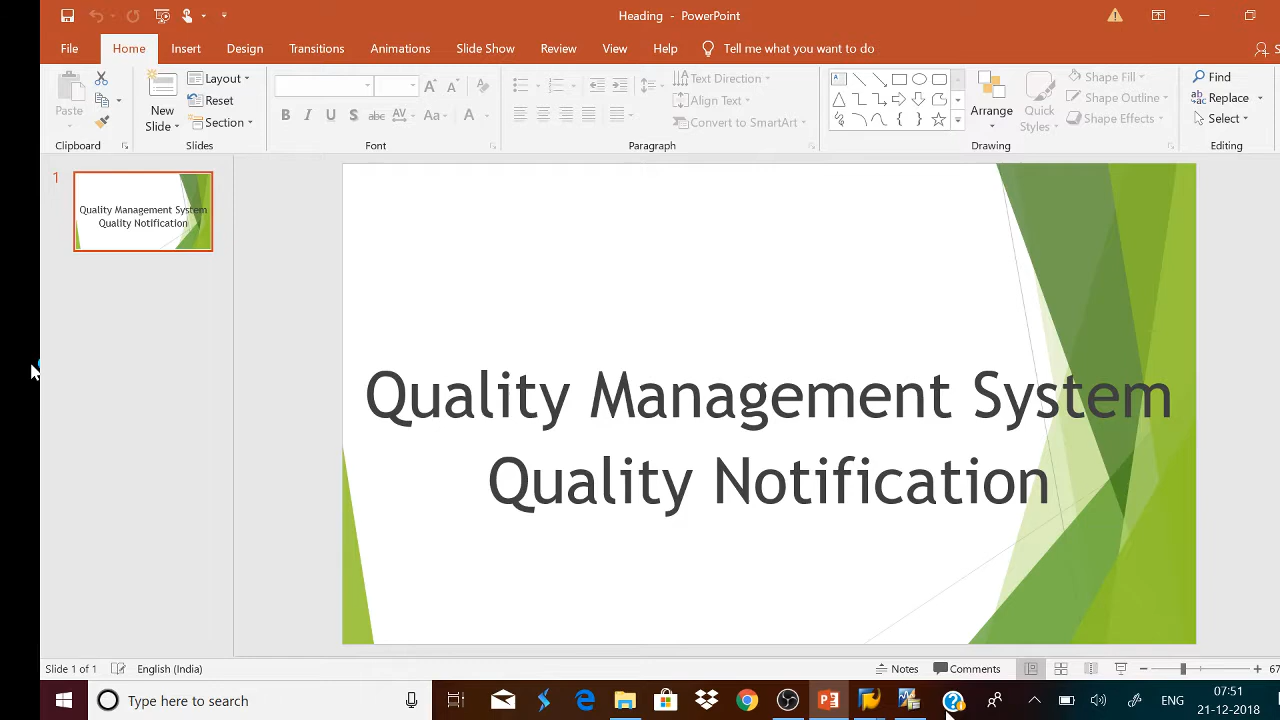 Heading - PowerPoint
File Home Insert Design Transitions Animations Slide Show Review View Help Tell me what you want to do
Paste
Clipboard
New
Slide
Layout
Reset
Section
Slides
B I U S abc AV Aa A
Font
Text Direction
Align Text
Convert to SmartArt
Paragraph
Arrange
Quick
Styles
Shape Fill
Shape Outline
Shape Effects
Drawing
Find
Replace
Select
Editing
1
Quality Management System
Quality Notification
Quality Management System
Quality Notification
Slide 1 of 1 English (India) Notes Comments 67
Type here to search
ENG
07:51
21-12-2018